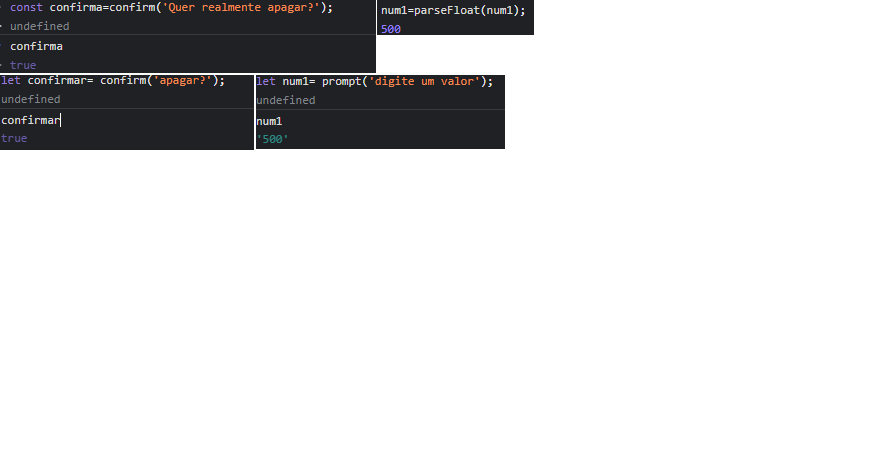 const confirma=confirm('Quer realmente apagar?');
undefined
confirma
true
num1=parseFloat(num1);
500
let confirmar= confirm('apagar?');
undefined
confirmar
true
let num1= prompt('digite um valor');
undefined
num1
'500'